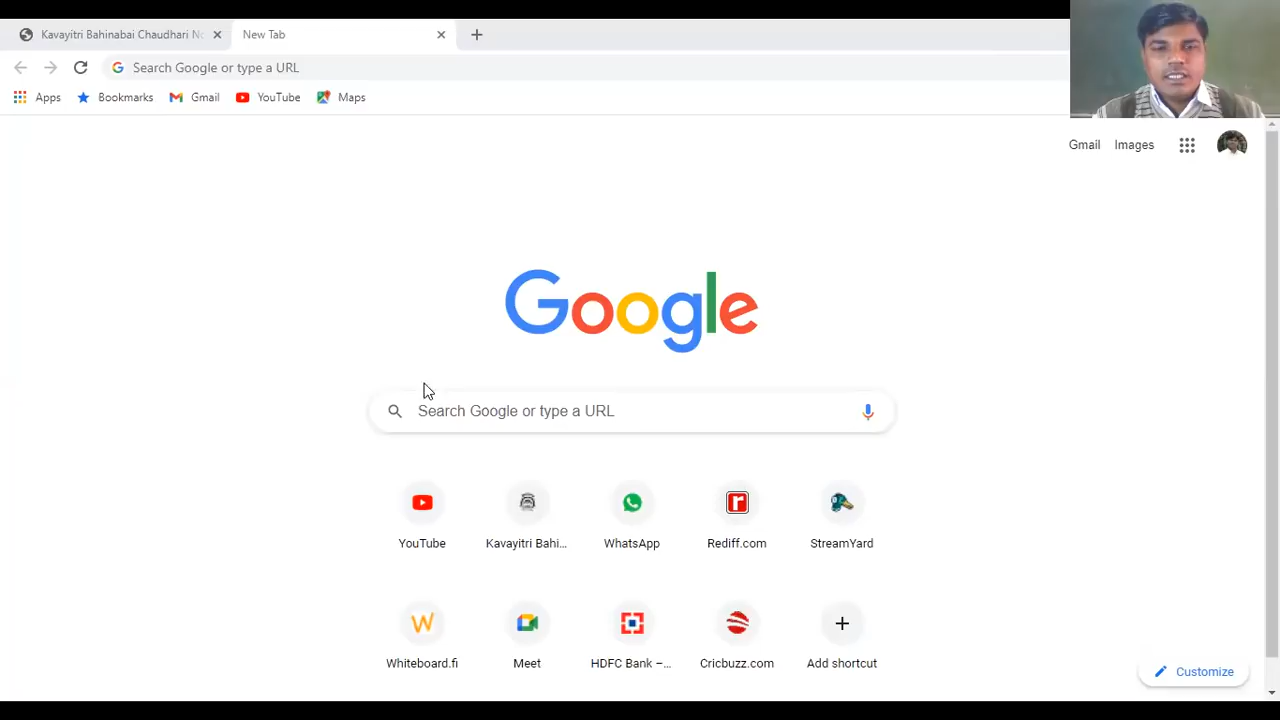 Kavayitri Bahinabai Chaudhari No
New Tab
Search Google or type a URL
Apps
Bookmarks
Gmail
YouTube
Maps
Gmail
Images
Google
Search Google or type a URL
YouTube
Kavayitri Bahi...
WhatsApp
Rediff.com
StreamYard
Whiteboard.fi
Meet
HDFC Bank –...
Cricbuzz.com
Add shortcut
Customize